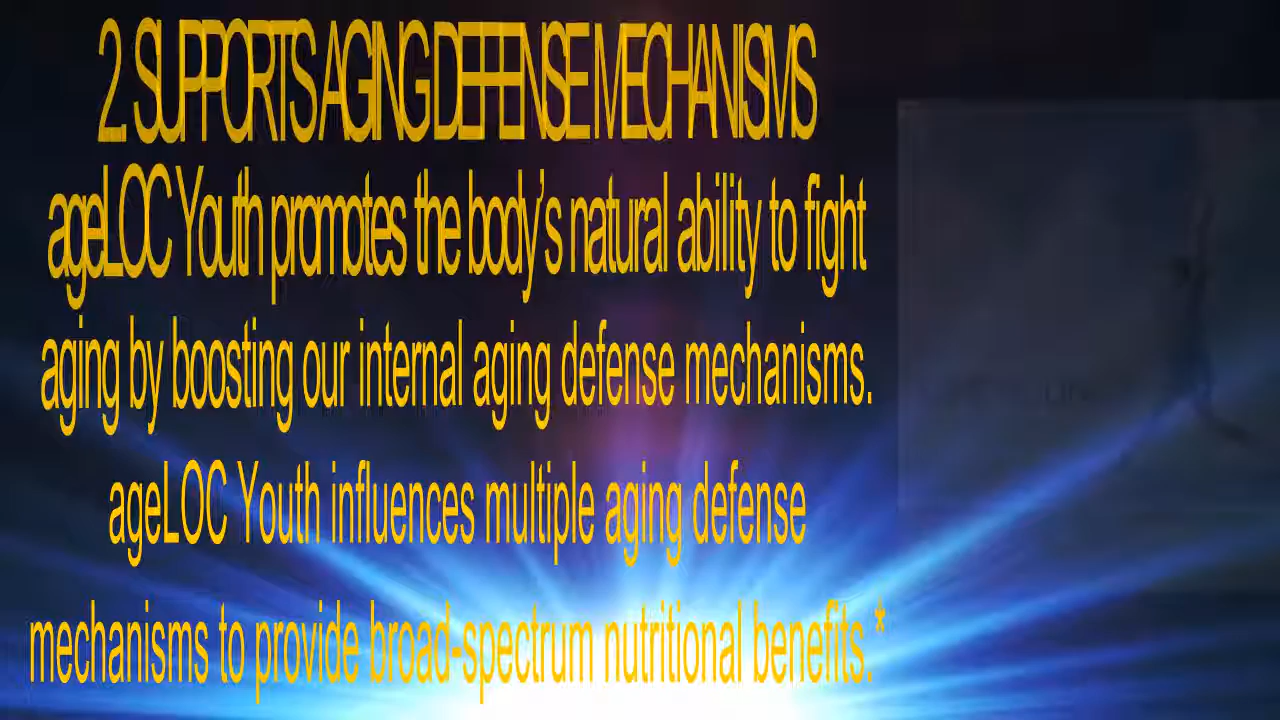 2. SUPPORTS AGING DEFENSE MECHANISMS
ageLOC Youth promotes the body’s natural ability to fight
aging by boosting our internal aging defense mechanisms.
ageLOC Youth influences multiple aging defense
mechanisms to provide broad-spectrum nutritional benefits.*